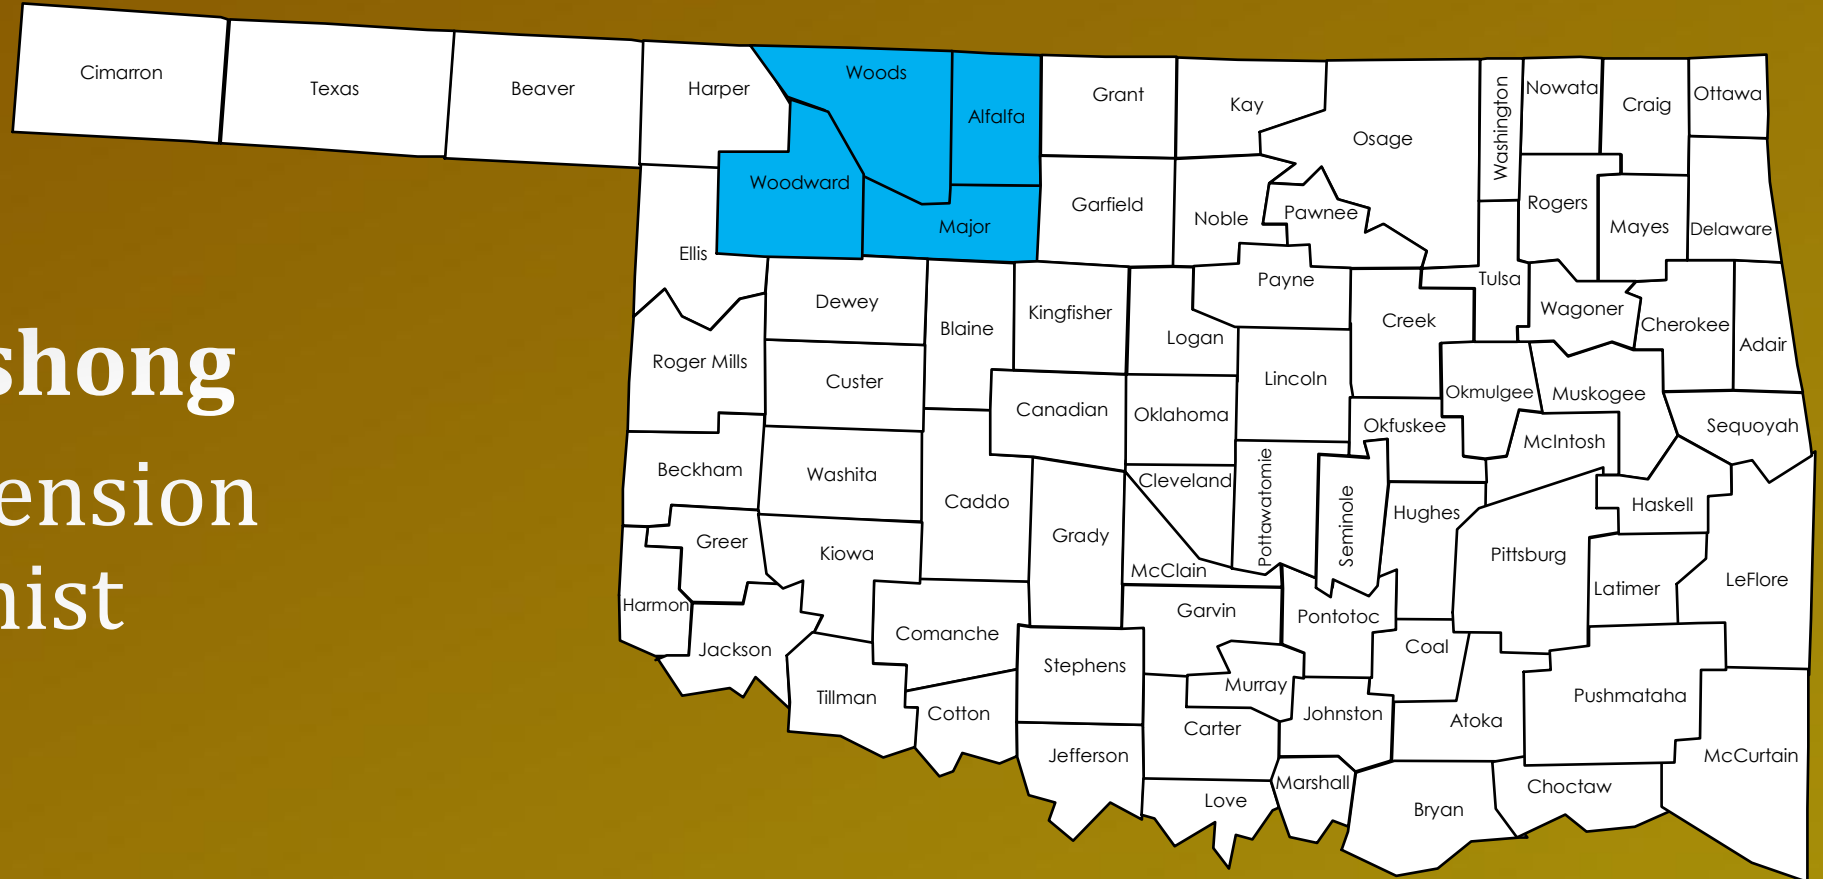 shong
ension
nist
Cimarron
Texas
Beaver
Harper
Woods
Alfalfa
Grant
Kay
Osage
Washington
Nowata
Craig
Ottawa
Woodward
Major
Garfield
Noble
Pawnee
Rogers
Mayes
Delaware
Ellis
Dewey
Blaine
Kingfisher
Logan
Payne
Creek
Tulsa
Wagoner
Cherokee
Adair
Roger Mills
Custer
Canadian
Oklahoma
Lincoln
Okfuskee
Okmulgee
Muskogee
McIntosh
Sequoyah
Beckham
Washita
Caddo
Grady
Cleveland
Pottawatomie
Seminole
Hughes
Haskell
Pittsburg
Latimer
LeFlore
Greer
Kiowa
McClain
Harmon
Jackson
Comanche
Garvin
Pontotoc
Coal
Tillman
Cotton
Stephens
Murray
Carter
Johnston
Atoka
Pushmataha
McCurtain
Jefferson
Love
Marshall
Bryan
Choctaw